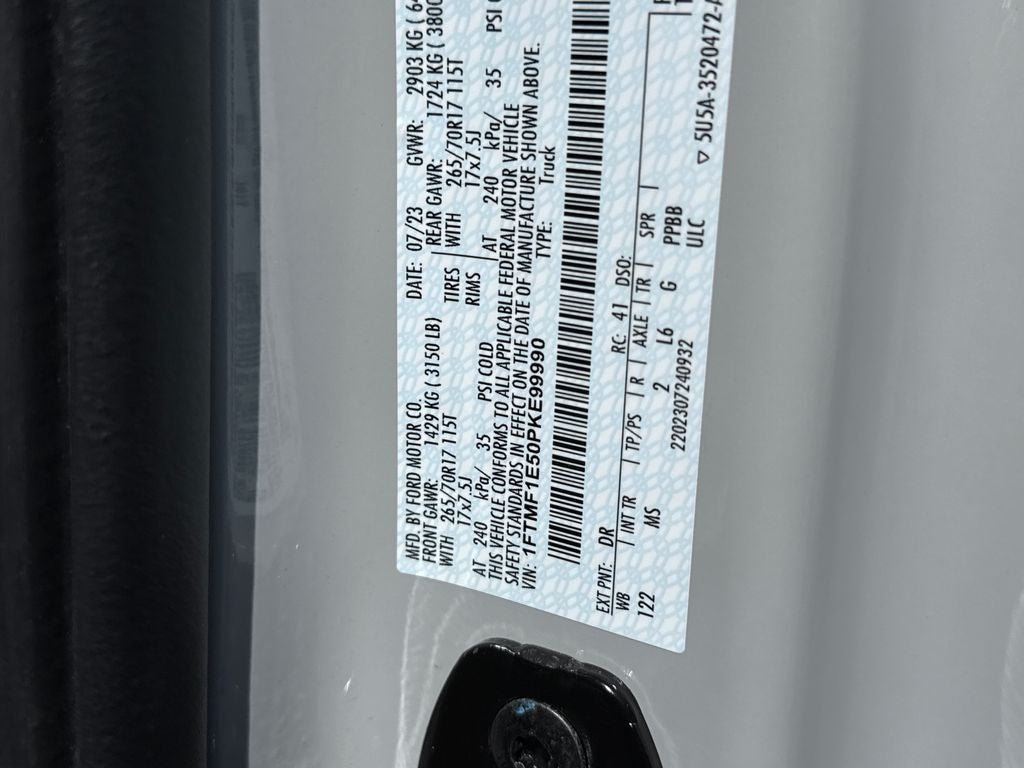 MFD. BY FORD MOTOR CO. DATE: 07/23 GVWR: 2903 KG
FRONT GAWR: 1429 KG (3150 LB) REAR GAWR: 1724 KG (3800
WITH 265/70R17 115T TIRES WITH 265/70R17 115T
17x7.5J RIMS 17x7.5J
AT 240 kPa/ 35 PSI COLD AT 240 kPa/ 35 PSI
THIS VEHICLE CONFORMS TO ALL APPLICABLE FEDERAL MOTOR VEHICLE
SAFETY STANDARDS IN EFFECT ON THE DATE OF MANUFACTURE SHOWN ABOVE.
VIN: 1FTMF1E50PKE99990 TYPE: Truck
EXT PNT: DR RC: 41 DSO:
WB INT TR TP/PS R AXLE TR SPR
122 MS 2 L6 G PPBB
2202307240932 ULC
▽ 5U5A-3520472-